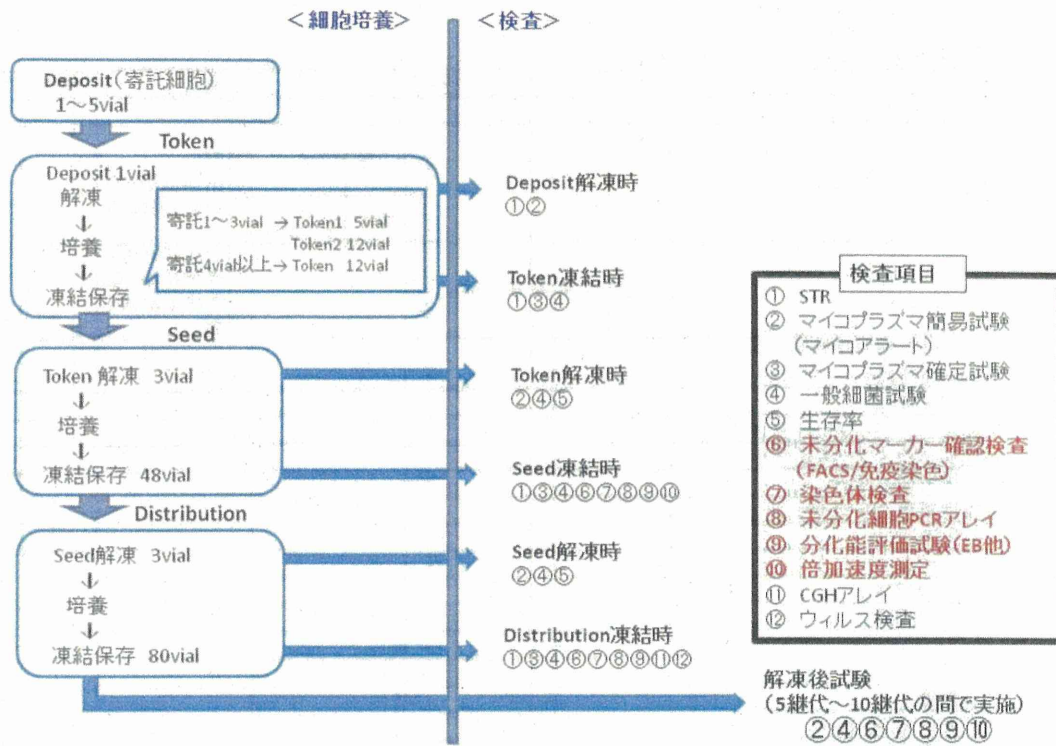 ＜細胞培養＞
＜検査＞
Deposit（寄託細胞）
1～5vial
Token
Deposit 1vial
解凍
↓
培養
↓
凍結保存
寄託1～3vial → Token1 5vial
Token2 12vial
寄託4vial以上→ Token 12vial
Deposit解凍時
①②
Token凍結時
①③④
Seed
Token 解凍 3vial
↓
培養
↓
凍結保存 48vial
Token解凍時
②④⑤
Seed凍結時
①③④⑥⑦⑧⑨⑩
Distribution
Seed解凍 3vial
↓
培養
↓
凍結保存 80vial
Seed解凍時
②④⑤
Distribution凍結時
①③④⑥⑦⑧⑨⑪⑫
検査項目
① STR
② マイコプラズマ簡易試験
（マイコアラート）
③ マイコプラズマ確定試験
④ 一般細菌試験
⑤ 生存率
⑥ 未分化マーカー確認検査
（FACS/免疫染色）
⑦ 染色体検査
⑧ 未分化細胞PCRアレイ
⑨ 分化能評価試験（EB他）
⑩ 倍加速度測定
⑪ CGHアレイ
⑫ ウィルス検査
解凍後試験
（5継代～10継代の間で実施）
②④⑥⑦⑧⑨⑩